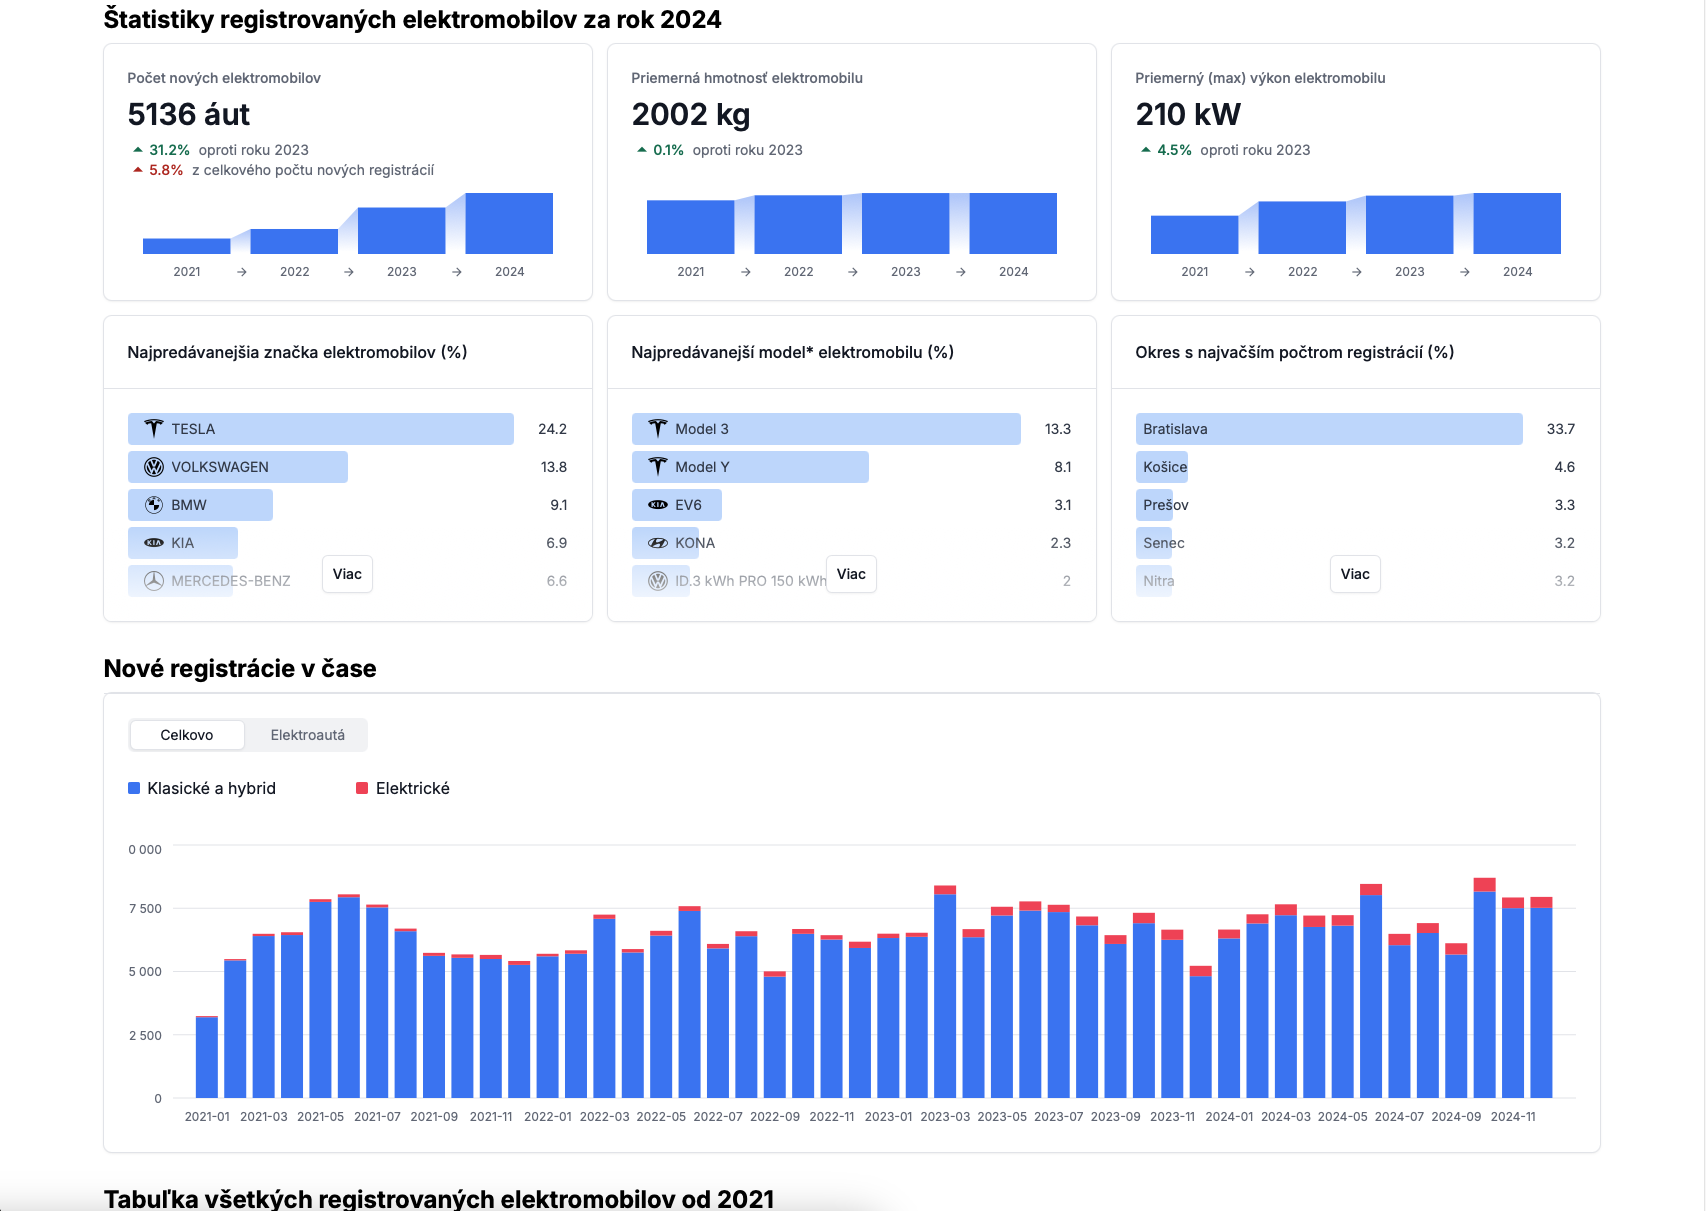 Štatistiky registrovaných elektromobilov za rok 2024
Počet nových elektromobilov
5136 áut
31.2% oproti roku 2023
5.8% z celkového počtu nových registrácií
2021 → 2022 → 2023 → 2024
Priemerná hmotnosť elektromobilu
2002 kg
0.1% oproti roku 2023
2021 → 2022 → 2023 → 2024
Priemerný (max) výkon elektromobilu
210 kW
4.5% oproti roku 2023
2021 → 2022 → 2023 → 2024
Najpredávanejšia značka elektromobilov (%)
TESLA 24.2
VOLKSWAGEN 13.8
BMW 9.1
KIA KIA 6.9
MERCEDES-BENZ 6.6
Viac
Najpredávanejší model* elektromobilu (%)
Model 3 13.3
Model Y 8.1
KIA EV6 3.1
KONA 2.3
ID.3 kWh PRO 150 kWh 2
Viac
Okres s najvačším počtrom registrácií (%)
Bratislava 33.7
Košice 4.6
Prešov 3.3
Senec 3.2
Nitra 3.2
Viac
Nové registrácie v čase
Celkovo Elektroautá
Klasické a hybrid Elektrické
0 000
7 500
5 000
2 500
0
2021-01 2021-03 2021-05 2021-07 2021-09 2021-11 2022-01 2022-03 2022-05 2022-07 2022-09 2022-11 2023-01 2023-03 2023-05 2023-07 2023-09 2023-11 2024-01 2024-03 2024-05 2024-07 2024-09 2024-11
Tabuľka všetkých registrovaných elektromobilov od 2021